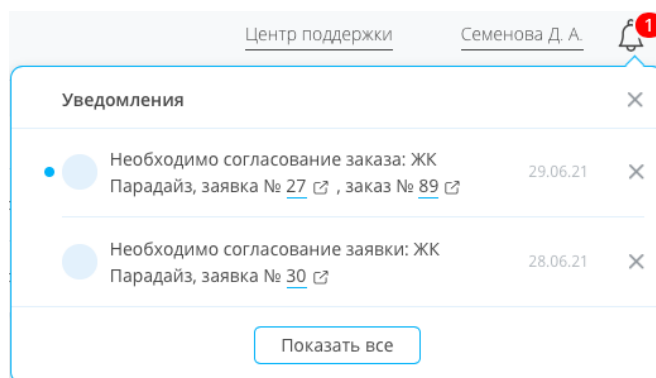 Центр поддержки Семенова Д. А. 1
Уведомления
Необходимо согласование заказа: ЖК
Парадайз, заявка № 27 , заказ № 89 29.06.21
Необходимо согласование заявки: ЖК
Парадайз, заявка № 30 28.06.21
Показать все